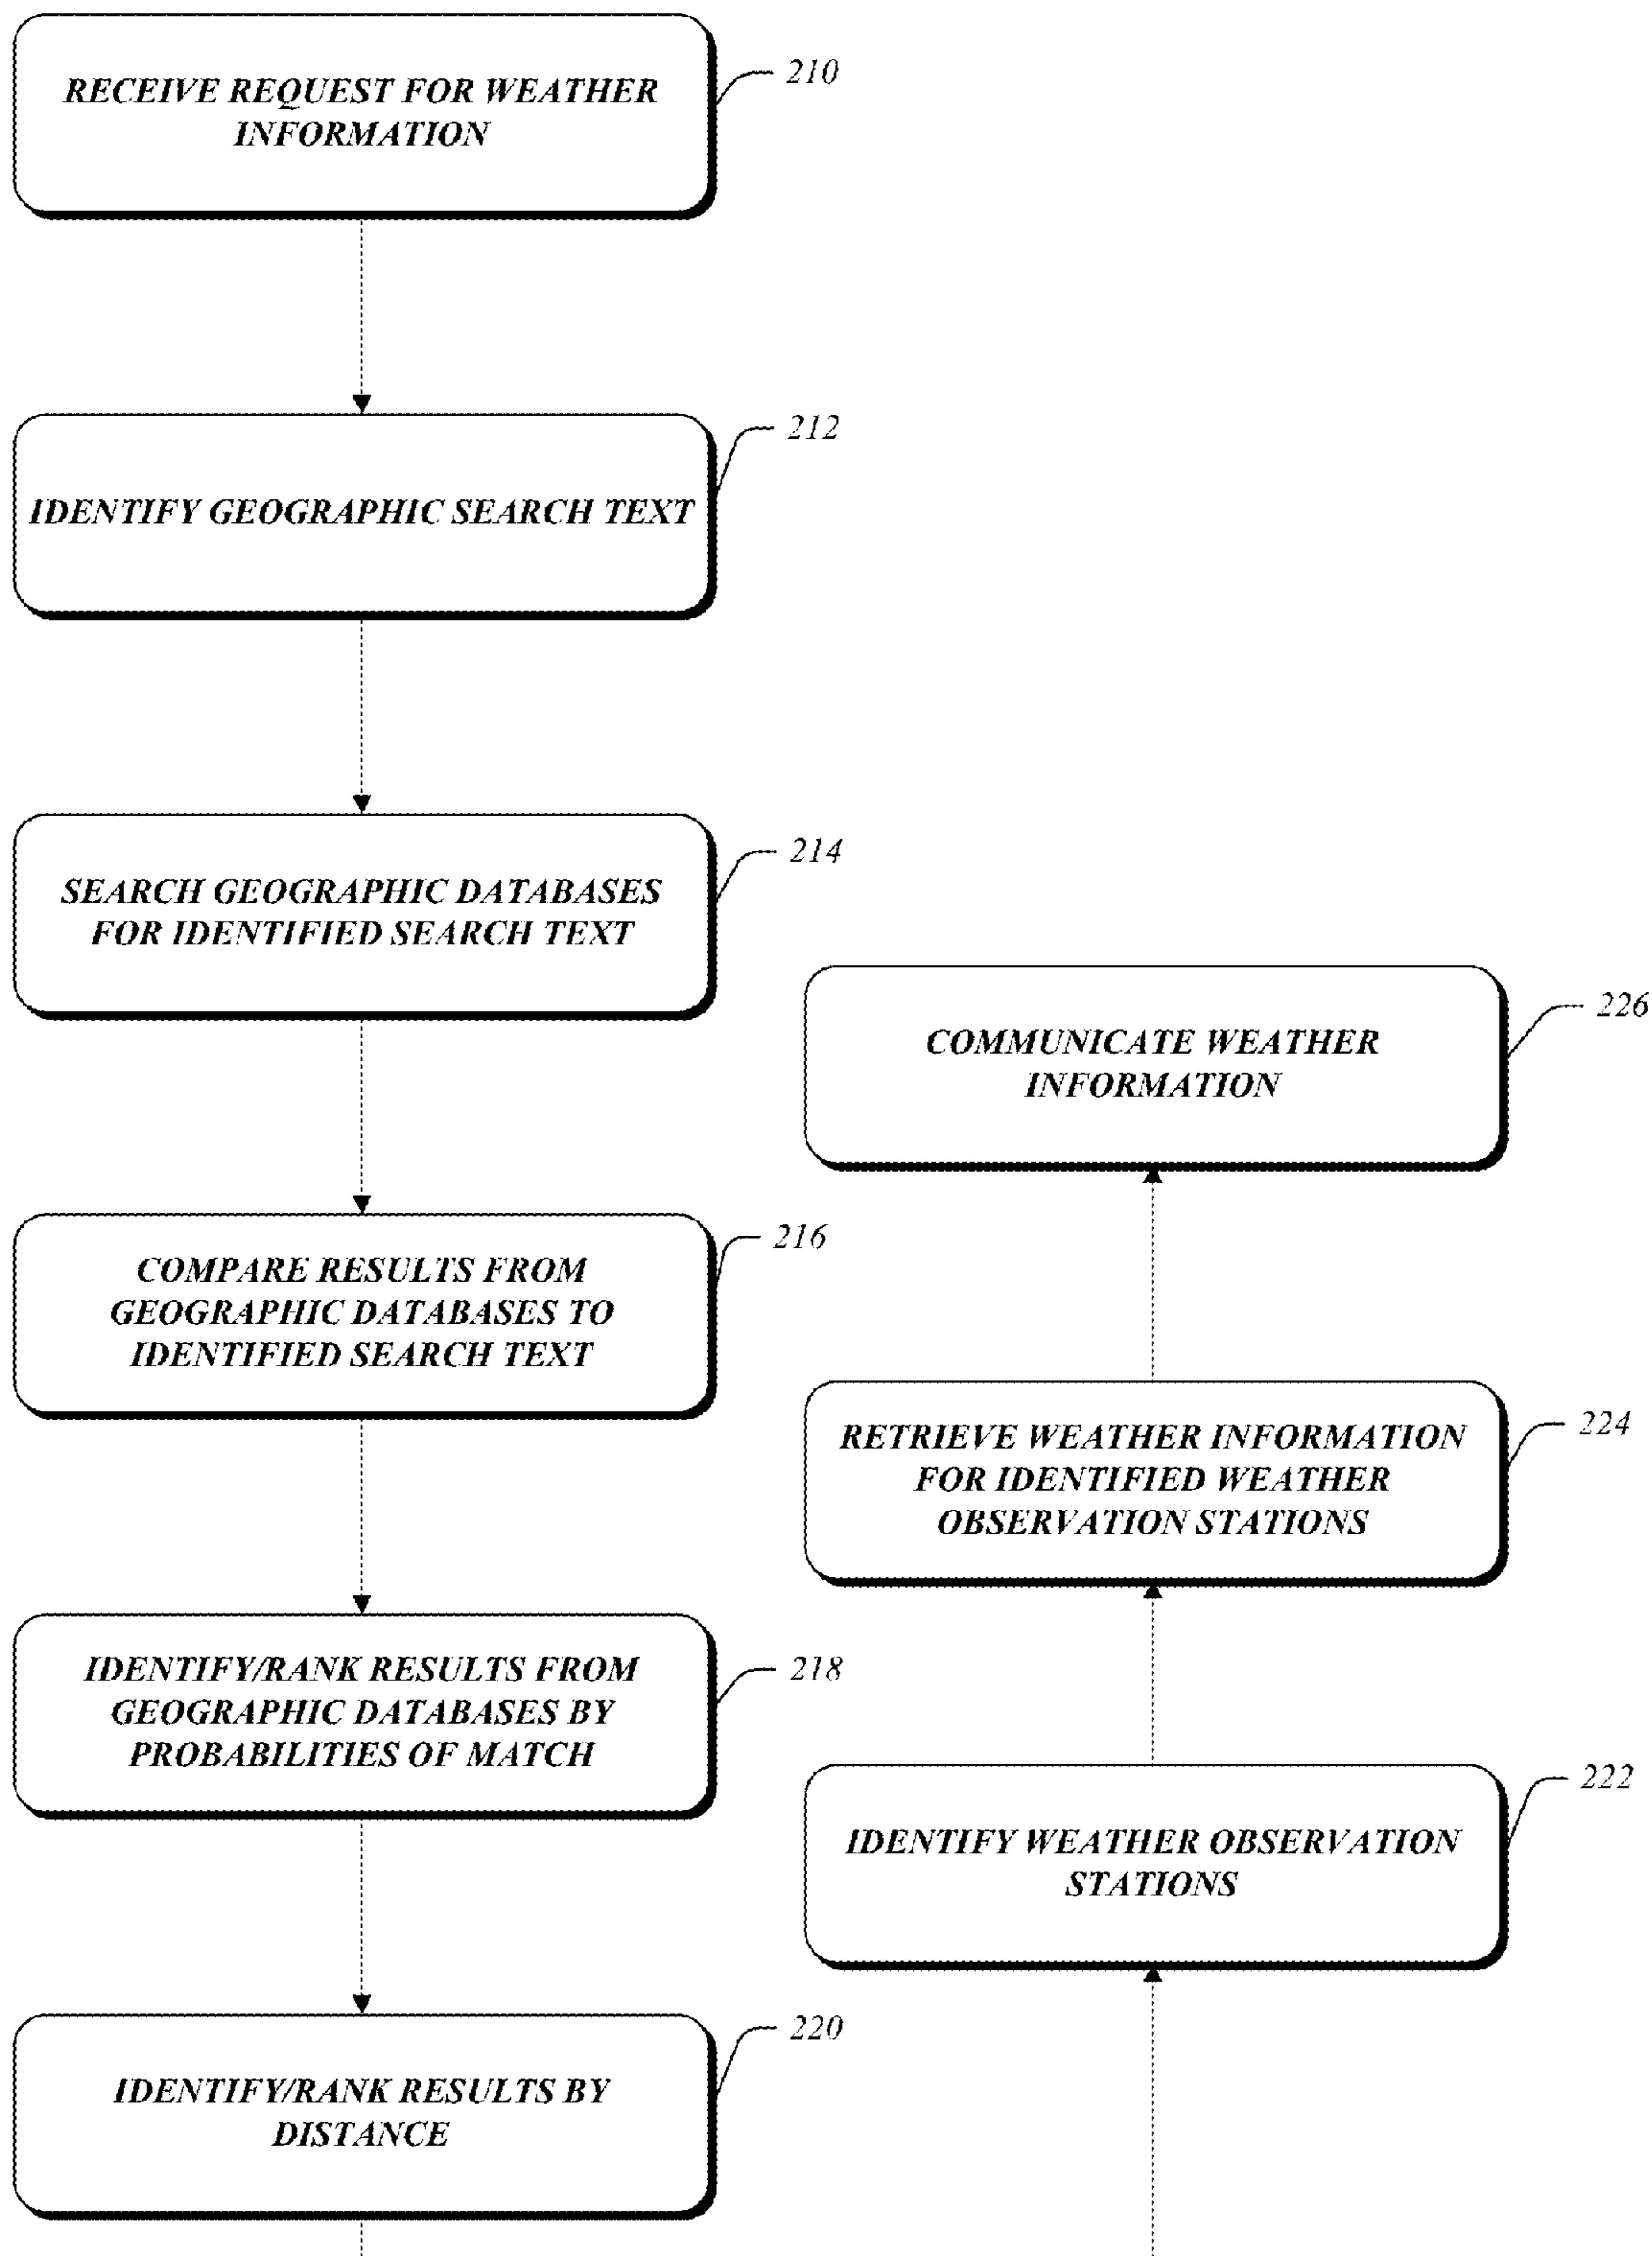 RECEIVE REQUEST FOR WEATHER
INFORMATION
210
IDENTIFY GEOGRAPHIC SEARCH TEXT
212
SEARCH GEOGRAPHIC DATABASES
FOR IDENTIFIED SEARCH TEXT
214
COMPARE RESULTS FROM
GEOGRAPHIC DATABASES TO
IDENTIFIED SEARCH TEXT
216
IDENTIFY/RANK RESULTS FROM
GEOGRAPHIC DATABASES BY
PROBABILITIES OF MATCH
218
IDENTIFY/RANK RESULTS BY
DISTANCE
220
IDENTIFY WEATHER OBSERVATION
STATIONS
222
RETRIEVE WEATHER INFORMATION
FOR IDENTIFIED WEATHER
OBSERVATION STATIONS
224
COMMUNICATE WEATHER
INFORMATION
226